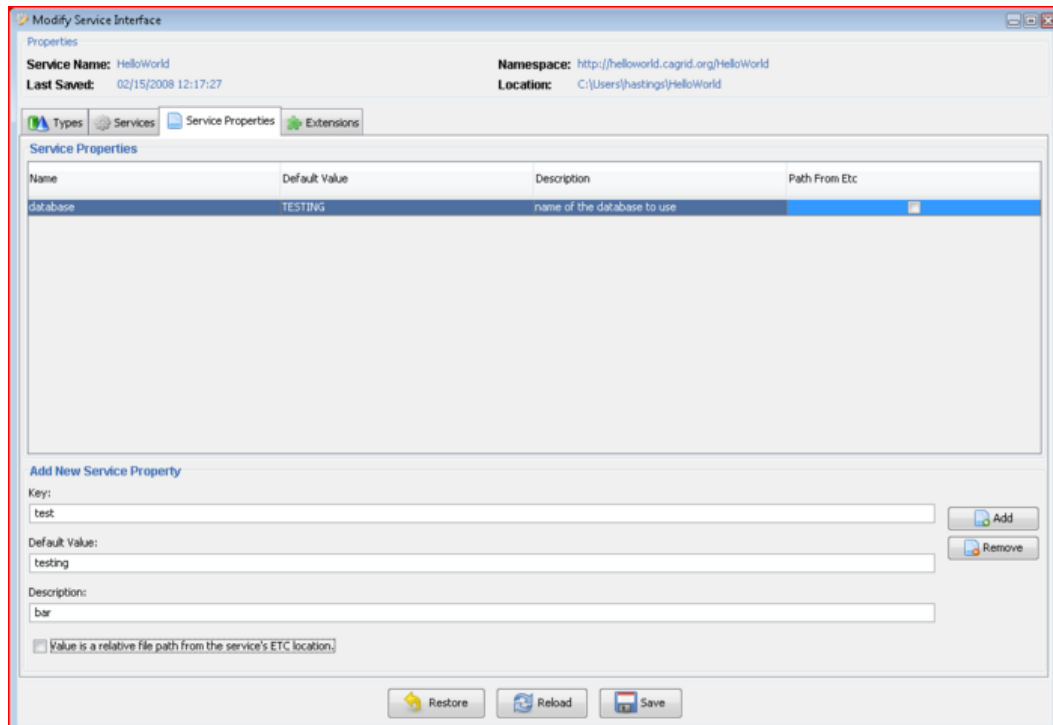 Modify Service Interface
Properties
Service Name: HelloWorld Namespace: http://helloworld.cagrid.org/HelloWorld
Last Saved: 02/15/2008 12:17:27 Location: C:\Users\hastings\HelloWorld
Types Services Service Properties Extensions
Service Properties
Name Default Value Description Path From Etc
database TESTING name of the database to use
Add New Service Property
Key:
test
Add
Default Value:
Remove
testing
Description:
bar
Value is a relative file path from the service's ETC location.
Restore Reload Save